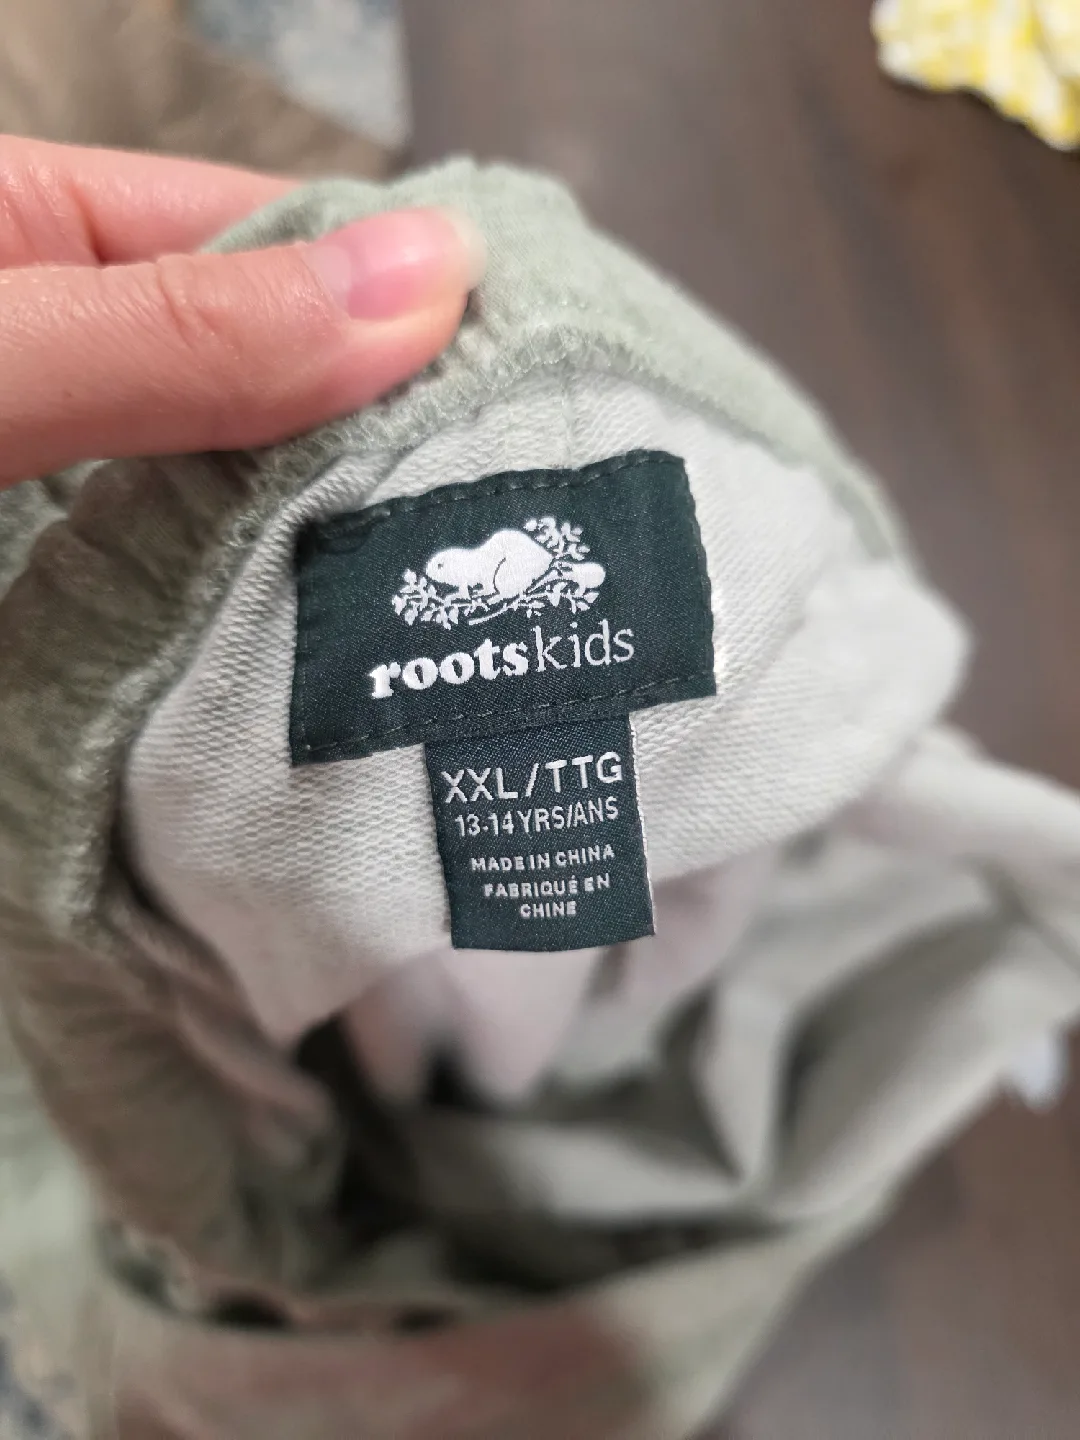 rootskids
XXL/TTG
13-14 YRS/ANS
MADE IN CHINA
FABRIQUÉ EN
CHINE